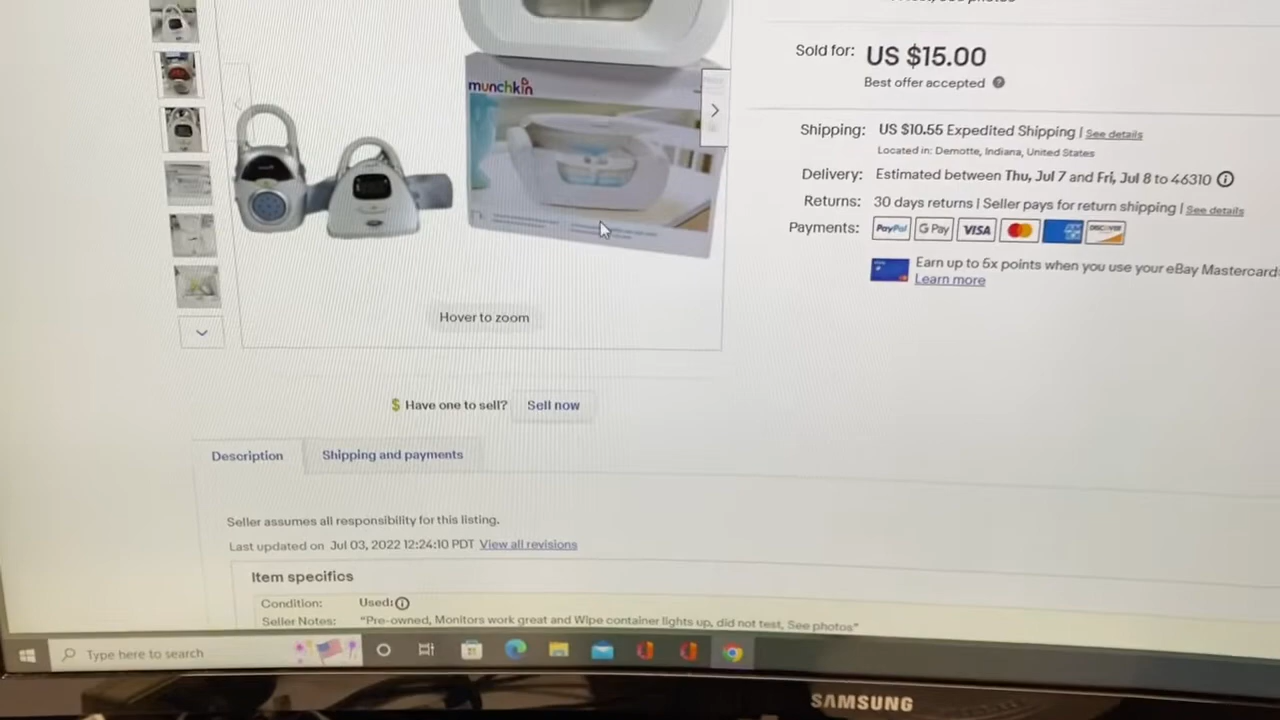 Sold for: US $15.00
Best offer accepted
Shipping: US $10.55 Expedited Shipping | See details
Located in: Demotte, Indiana, United States
Delivery: Estimated between Thu, Jul 7 and Fri, Jul 8 to 46310
Returns: 30 days returns | Seller pays for return shipping | See details
Payments: PayPal G Pay VISA DISCOVER
Earn up to 5x points when you use your eBay Mastercard
Learn more
munchkin
Hover to zoom
$ Have one to sell? Sell now
Description Shipping and payments
Seller assumes all responsibility for this listing.
Last updated on Jul 03, 2022 12:24:10 PDT View all revisions
Item specifics
Condition: Used:
Seller Notes: "Pre-owned, Monitors work great and Wipe container lights up, did not test, See photos"
Type here to search
SAMSUNG